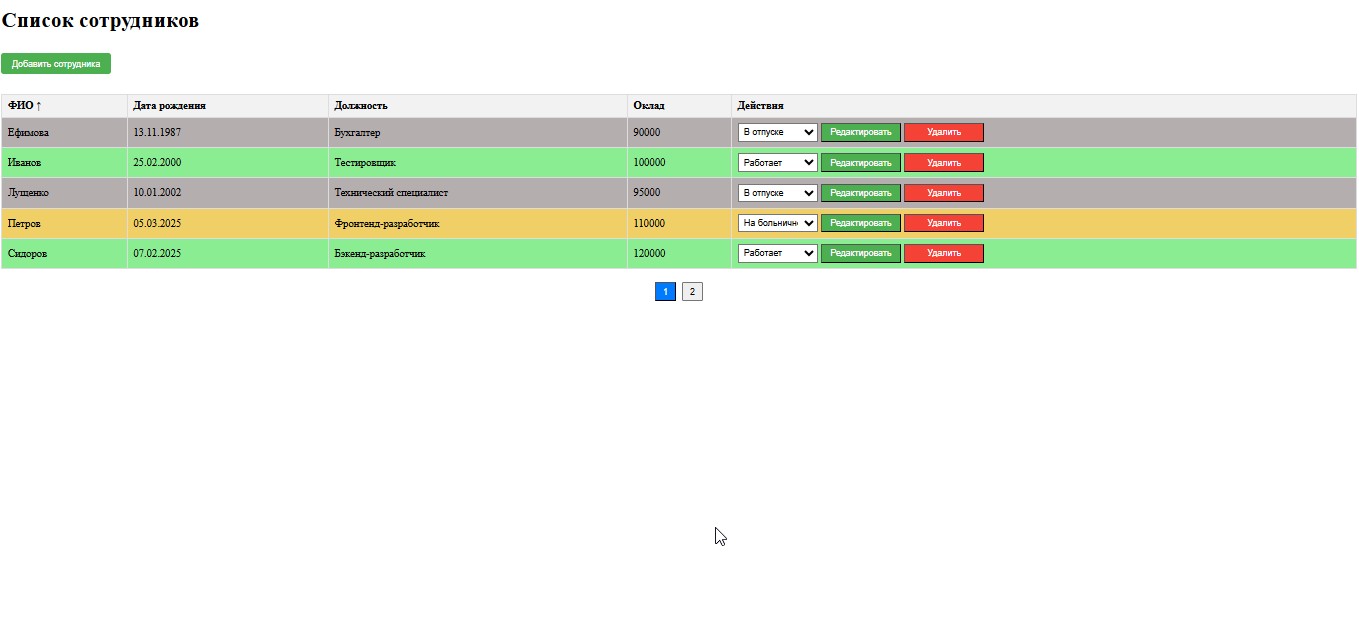 Список сотрудников
Добавить сотрудника
ФИО ↑ Дата рождения Должность Оклад Действия
Ефимова 13.11.1987 Бухгалтер 90000 В отпуске Редактировать Удалить
Иванов 25.02.2000 Тестировщик 100000 Работает Редактировать Удалить
Лущенко 10.01.2002 Технический специалист 95000 В отпуске Редактировать Удалить
Петров 05.03.2025 Фронтенд-разработчик 110000 На больничн Редактировать Удалить
Сидоров 07.02.2025 Бэкенд-разработчик 120000 Работает Редактировать Удалить
1 2